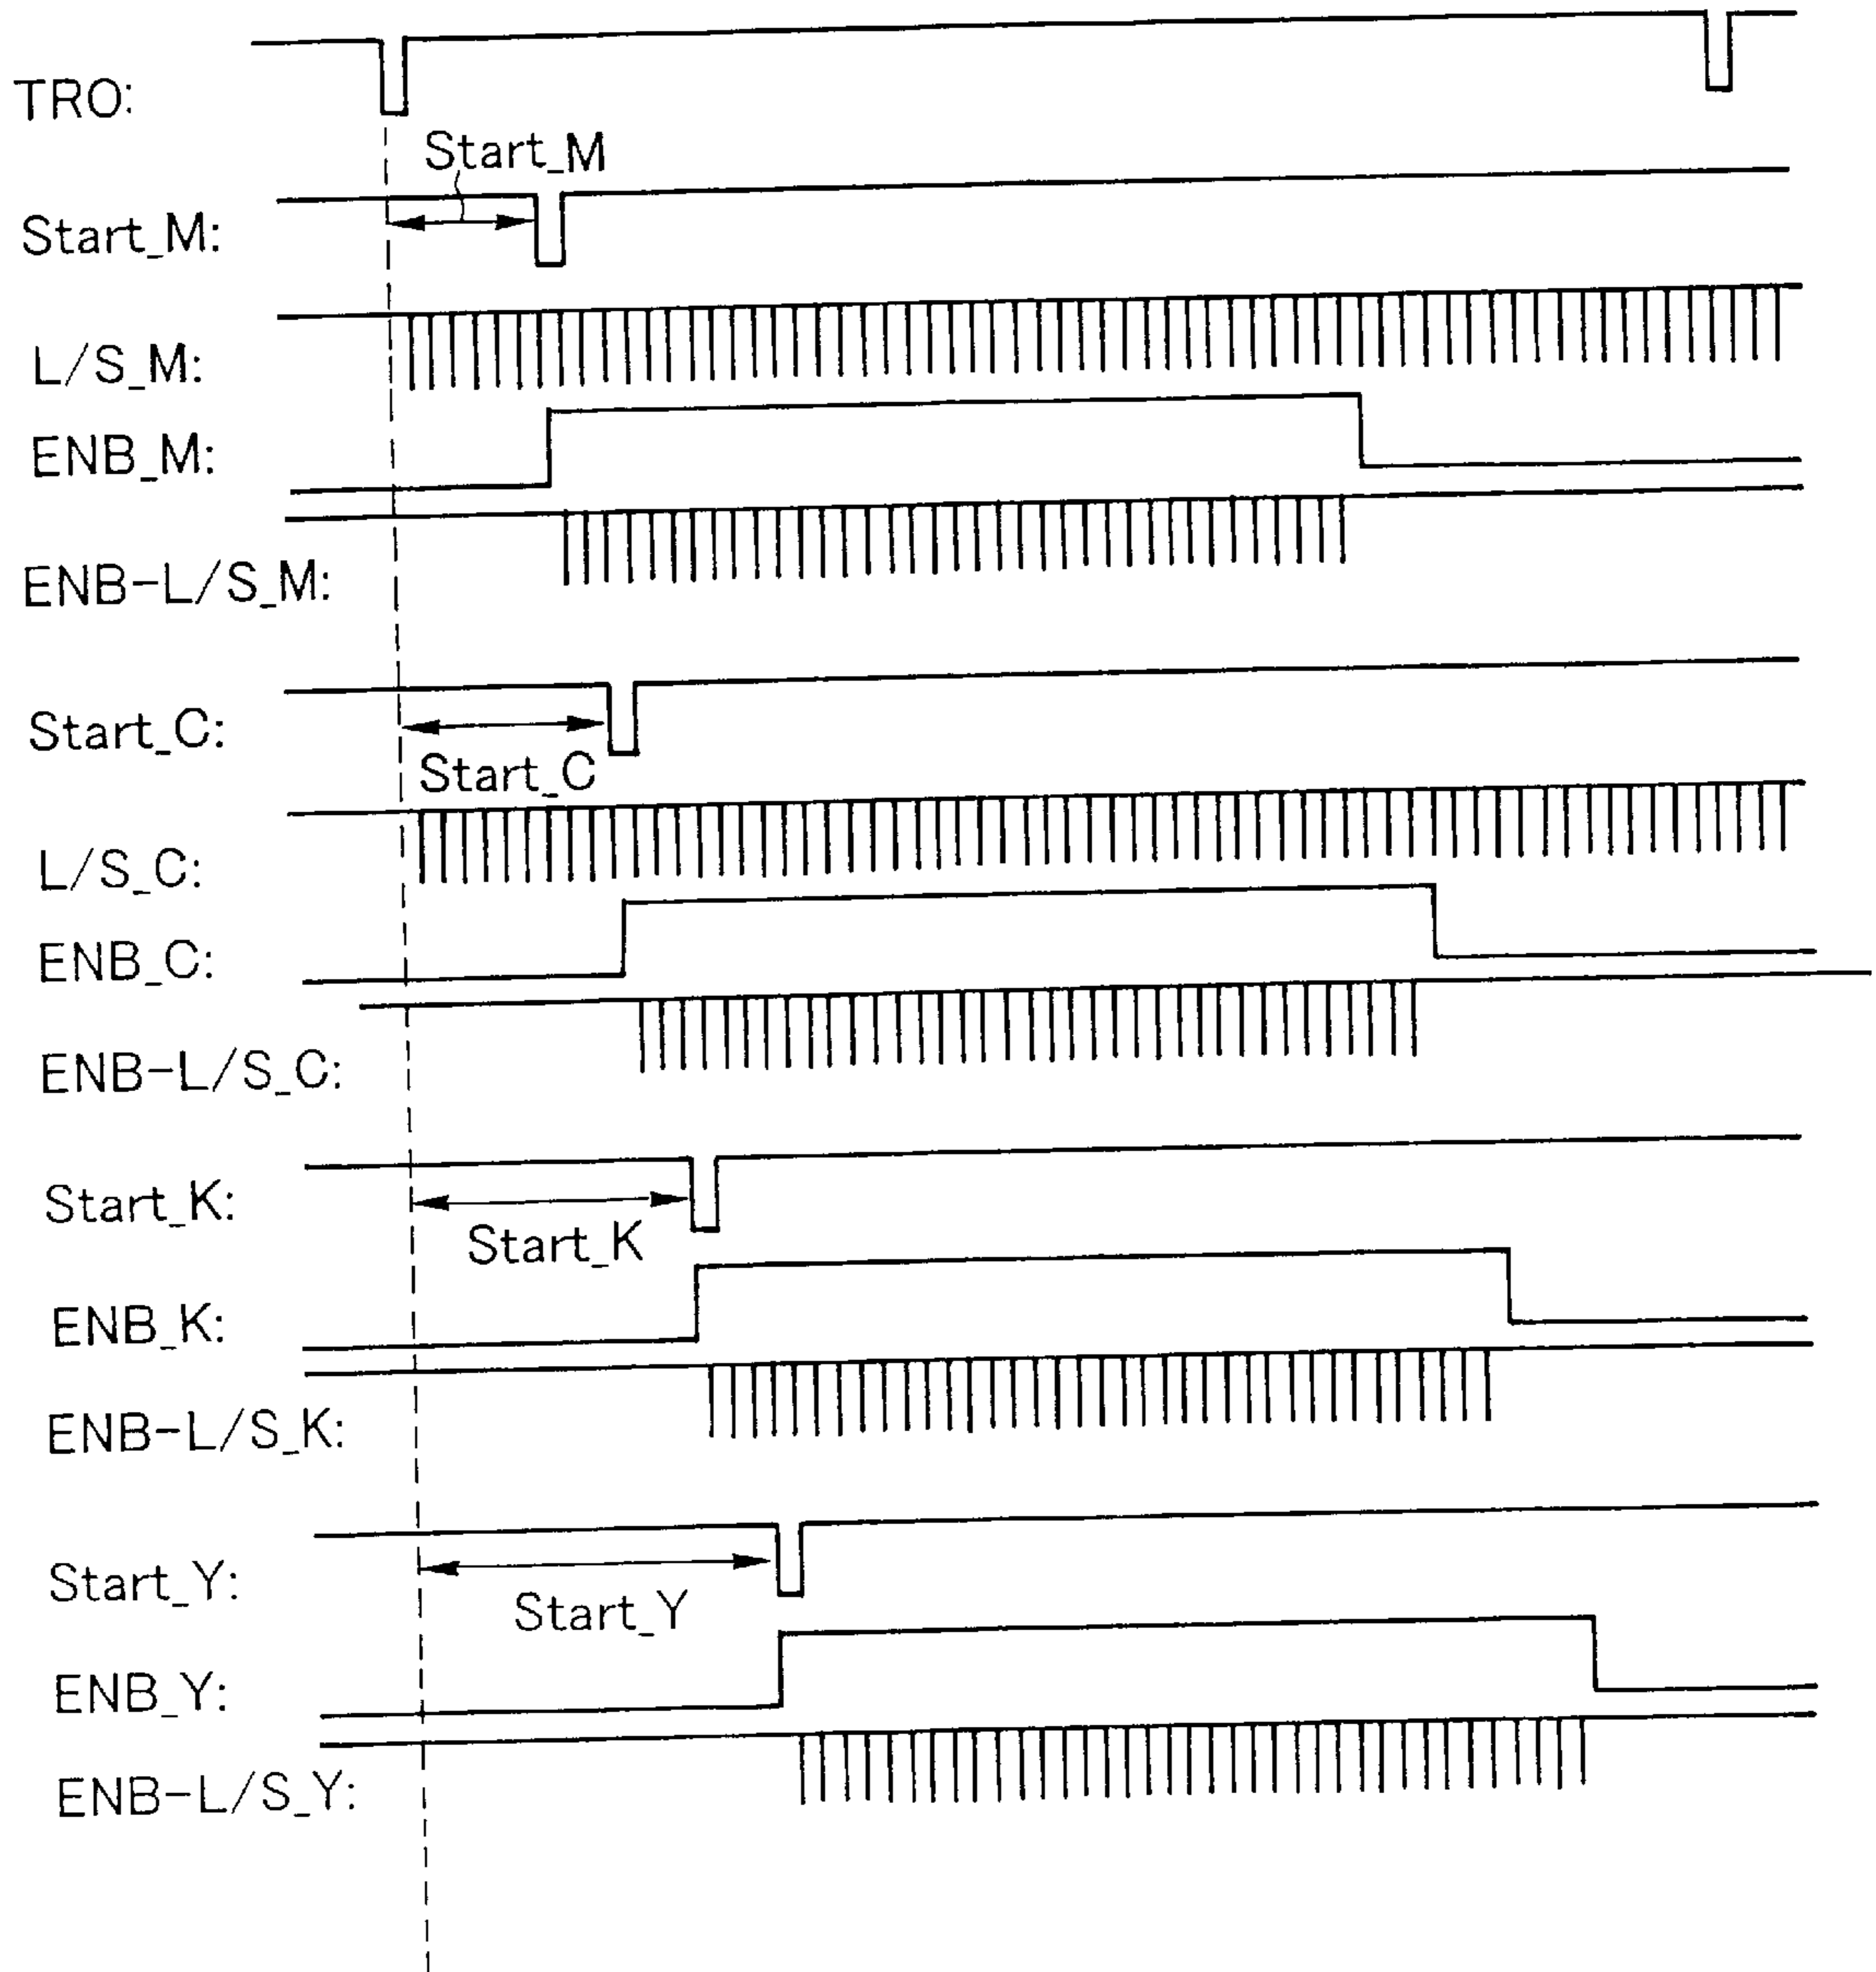 TRO:
Start_M
Start_M:
L/S_M:
ENB_M:
ENB-L/S_M:
Start_C:
Start_C
L/S_C:
ENB_C:
ENB-L/S_C:
Start_K:
Start_K
ENB_K:
ENB-L/S_K:
Start_Y:
Start_Y
ENB_Y:
ENB-L/S_Y: